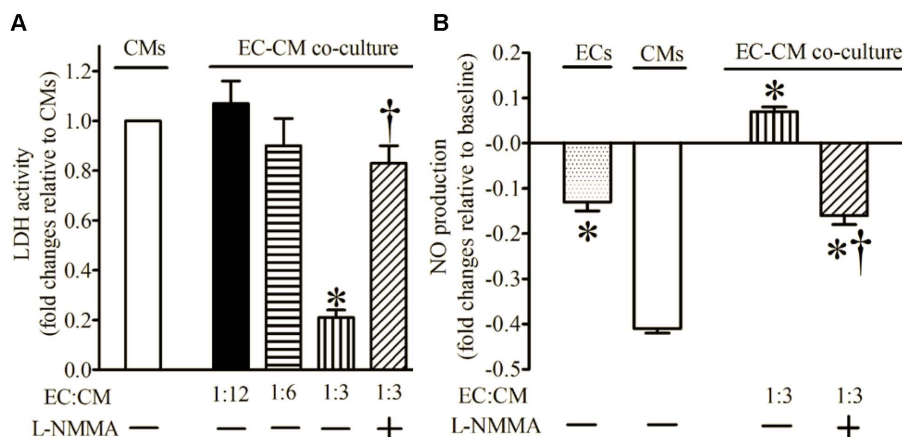 A
CMs EC-CM co-culture
LDH activity
(fold changes relative to CMs)
1.2
1.0
0.8
0.6
0.4
0.2
0.0
†
*
EC:CM 1:12 1:6 1:3 1:3
L-NMMA — — — — +
B
ECs CMs EC-CM co-culture
NO production
(fold changes relative to baseline)
0.2
0.1
-0.0
-0.1
-0.2
-0.3
-0.4
-0.5
*
*
*†
1:3 1:3
— — — +